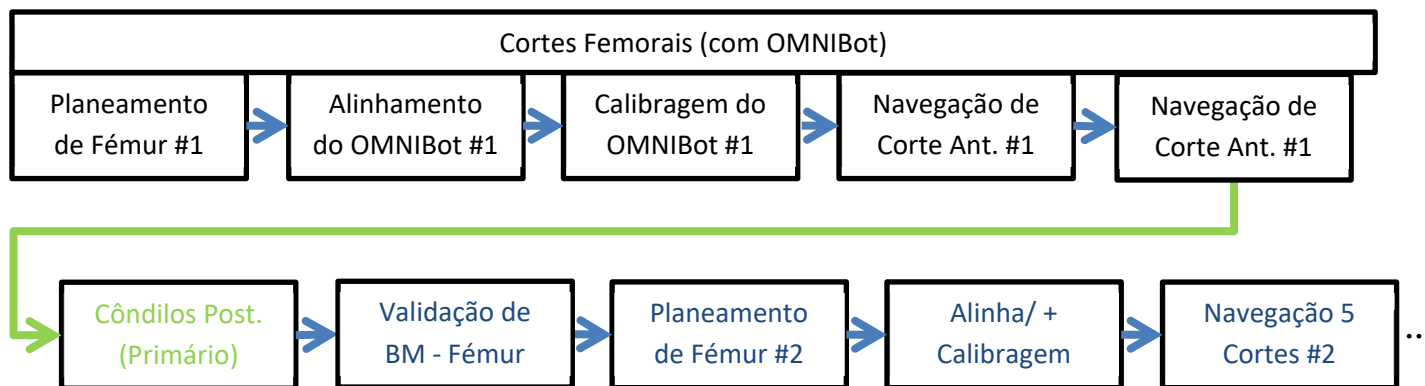 Cortes Femorais (com OMNIBot)
Planeamento
de Fémur #1
Alinhamento
do OMNIBot #1
Calibragem do
OMNIBot #1
Navegação de
Corte Ant. #1
Navegação de
Corte Ant. #1
Côndilos Post.
(Primário)
Validação de
BM - Fémur
Planeamento
de Fémur #2
Alinha/ +
Calibragem
Navegação 5
Cortes #2
..